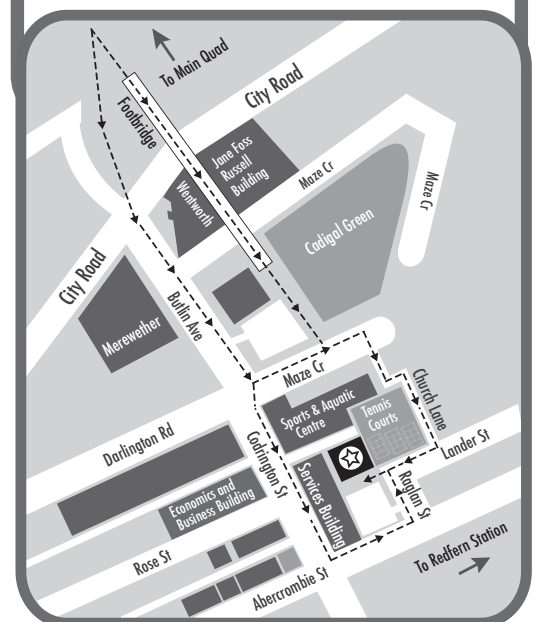 To Main Quad
City Road
Footbridge
Jane Foss
Russell
Building
Wentworth
Maze Cr
Maze Cr
Cadigal Green
City Road
Butlin Ave
Merewether
Maze Cr
Church Lane
Sports & Aquatic
Centre
Tennis
Courts
Darlington Rd
Codrington St
Lander St
Services Building
Raglan St
Economics and
Business Building
Rose St
To Redfern Station
Abercrombie St